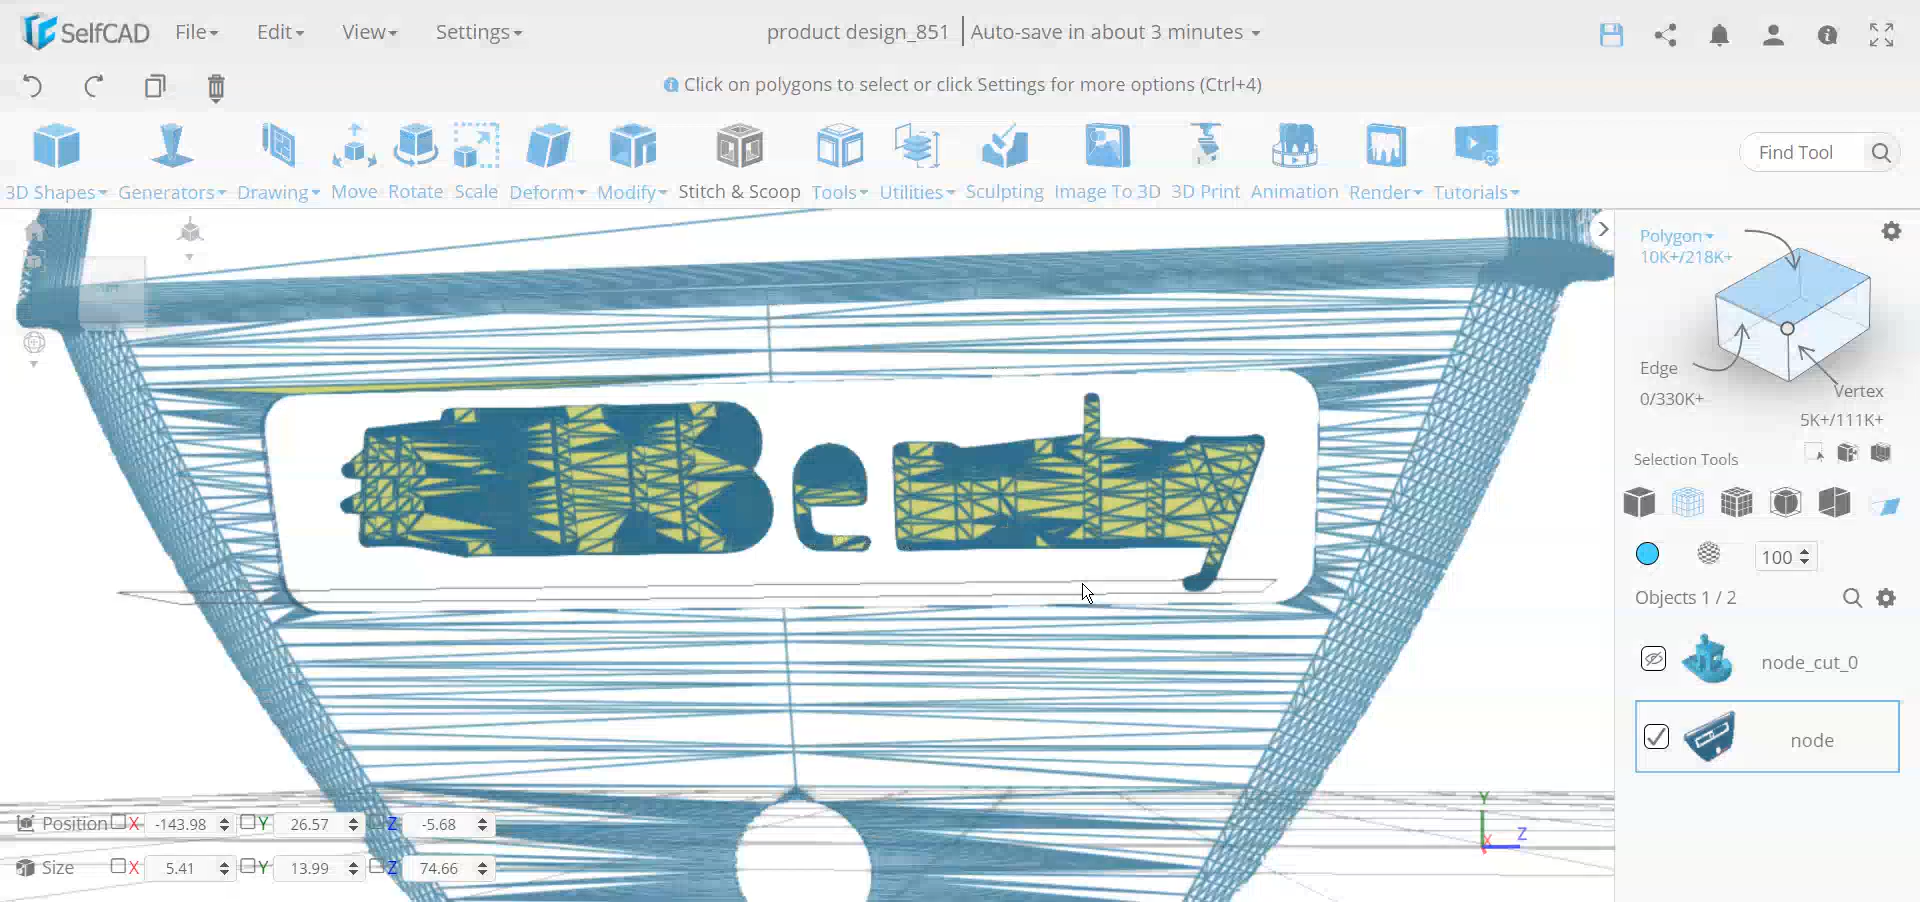 SelfCAD File Edit View Settings product design_851 Auto-save in about 3 minutes
Click on polygons to select or click Settings for more options (Ctrl+4)
3D Shapes Generators Drawing Move Rotate Scale Deform Modify Stitch & Scoop Tools Utilities Sculpting Image To 3D 3D Print Animation Render Tutorials
Find Tool
Polygon
10K+/218K+
Edge
0/330K+
Vertex
5K+/111K+
Selection Tools
100
Objects 1 / 2
node_cut_0
node
Position X -143.98 Y 26.57 Z -5.68
Size X 5.41 Y 13.99 Z 74.66
Y
X
Z